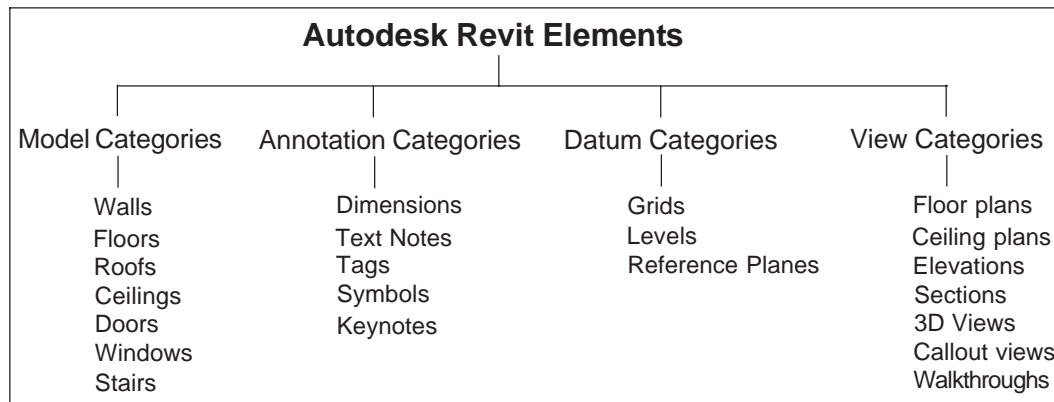 Autodesk Revit Elements
Model Categories
Walls
Floors
Roofs
Ceilings
Doors
Windows
Stairs
Annotation Categories
Dimensions
Text Notes
Tags
Symbols
Keynotes
Datum Categories
Grids
Levels
Reference Planes
View Categories
Floor plans
Ceiling plans
Elevations
Sections
3D Views
Callout views
Walkthroughs